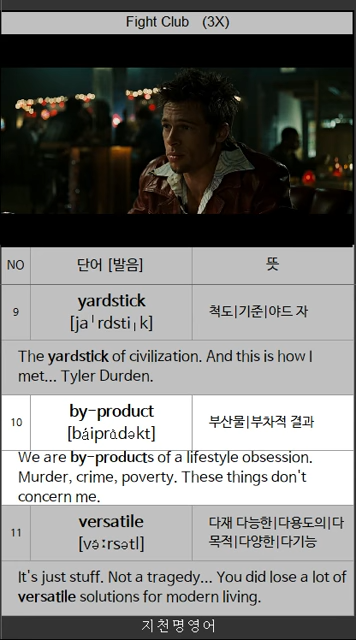 Fight Club (3X)
NO 단어 [발음] 뜻
9 yardstick [jaˈrdstiˌk] 척도|기준|야드 자
The yardstick of civilization. And this is how I
met... Tyler Durden.
10 by-product [báiprὰdəkt] 부산물|부차적 결과
We are by-products of a lifestyle obsession.
Murder, crime, poverty. These things don't
concern me.
11 versatile [və́ːrsətl] 다재 다능한|다용도의|다
목적|다양한|다기능
It's just stuff. Not a tragedy... You did lose a lot of
versatile solutions for modern living.
지천명영어